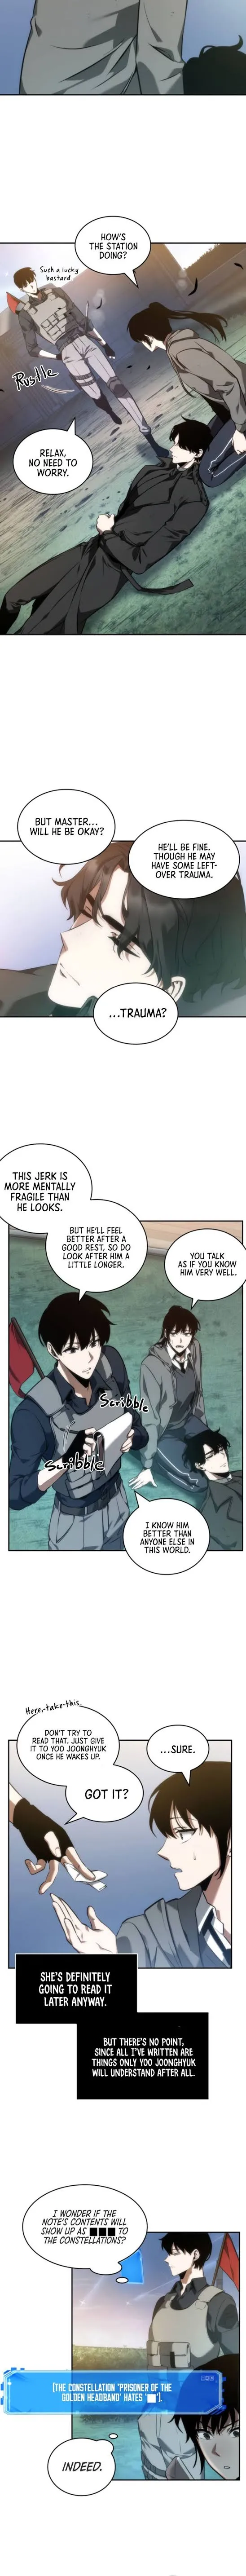 HOW'S
THE STATION
DOING?
Such a lucky
bastard
Rustle
RELAX,
NO NEED TO
WORRY.
BUT MASTER...
WILL HE BE OKAY?
HE'LL BE FINE.
THOUGH HE MAY
HAVE SOME LEFT-
OVER TRAUMA.
...TRAUMA?
THIS JERK IS
MORE MENTALLY
FRAGILE THAN
HE LOOKS.
BUT HE'LL FEEL
BETTER AFTER A
GOOD REST, SO DO
LOOK AFTER HIM A
LITTLE LONGER.
YOU TALK
AS IF YOU KNOW
HIM VERY WELL.
Scribble
Scribble
I KNOW HIM
BETTER THAN
ANYONE ELSE IN
THIS WORLD.
Here, take this.
DON'T TRY TO
READ THAT. JUST GIVE
IT TO YOO JOONGHYUK
ONCE HE WAKES UP.
...SURE.
GOT IT?
SHE'S DEFINITELY
GOING TO READ IT
LATER ANYWAY.
BUT THERE'S NO POINT,
SINCE ALL I'VE WRITTEN ARE
THINGS ONLY YOO JOONGHYUK
WILL UNDERSTAND AFTER ALL.
I WONDER IF THE
NOTE'S CONTENTS WILL
SHOW UP AS ■■■ TO
THE CONSTELLATIONS?
[THE CONSTELLATION 'PRISONER OF THE
GOLDEN HEADBAND' HATES '■'].
INDEED.